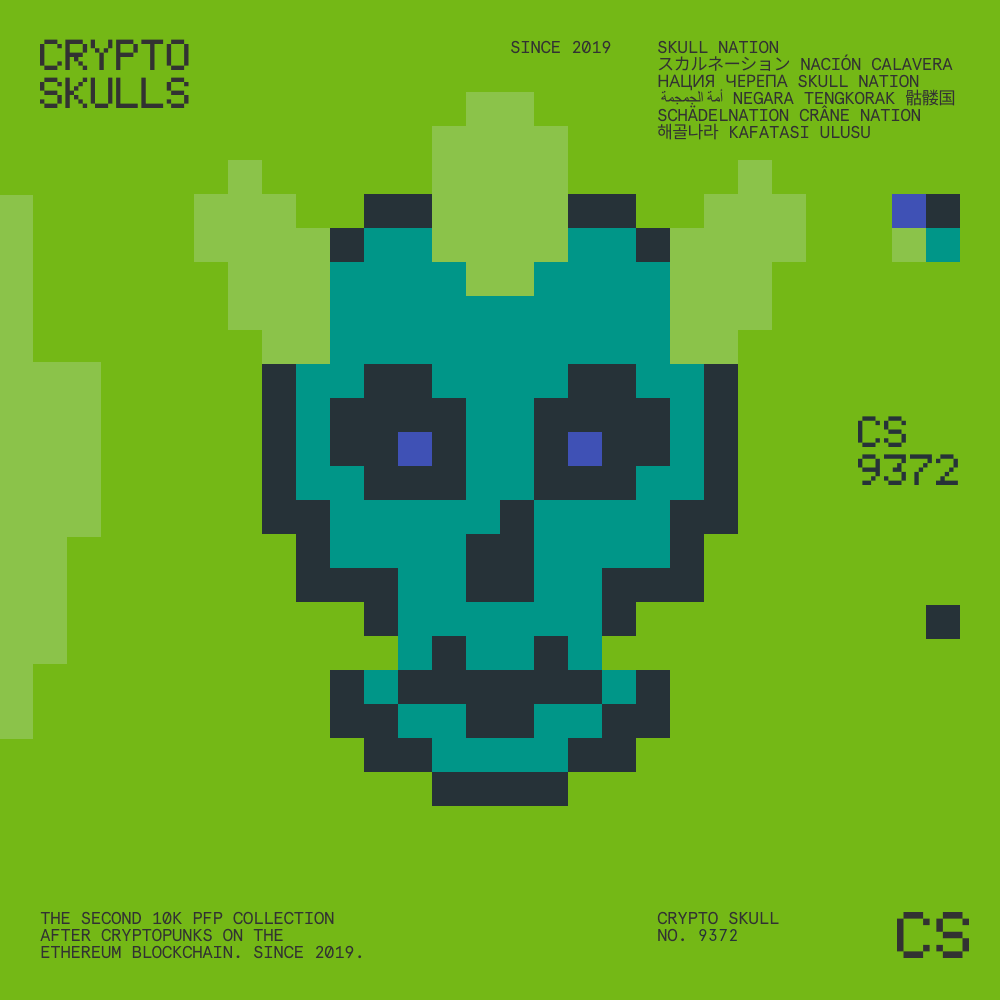 CRYPTO
SKULLS
SINCE 2019
SKULL NATION
スカルネーション NACIÓN CALAVERA
НАЦИЯ ЧЕРЕПА SKULL NATION
أمة الجمجمة NEGARA TENGKORAK 骷髅国
SCHÄDELNATION CRÂNE NATION
해골나라 KAFATASI ULUSU
CS
9372
THE SECOND 10K PFP COLLECTION
AFTER CRYPTOPUNKS ON THE
ETHEREUM BLOCKCHAIN. SINCE 2019.
CRYPTO SKULL
NO. 9372
CS